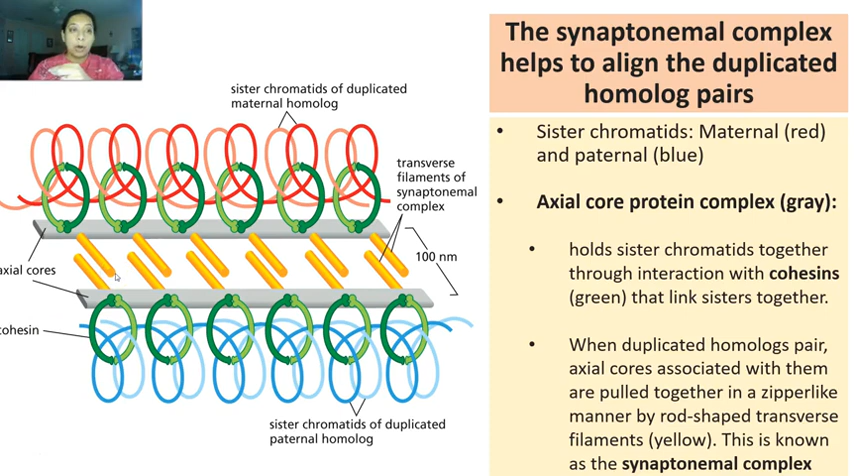 The synaptonemal complex
helps to align the duplicated
homolog pairs
sister chromatids of duplicated
maternal homolog
transverse
filaments of
synaptonemal
complex
100 nm
axial cores
cohesin
sister chromatids of duplicated
paternal homolog
• Sister chromatids: Maternal (red)
and paternal (blue)
• Axial core protein complex (gray):
• holds sister chromatids together
through interaction with cohesins
(green) that link sisters together.
• When duplicated homologs pair,
axial cores associated with them
are pulled together in a zipperlike
manner by rod-shaped transverse
filaments (yellow). This is known
as the synaptonemal complex